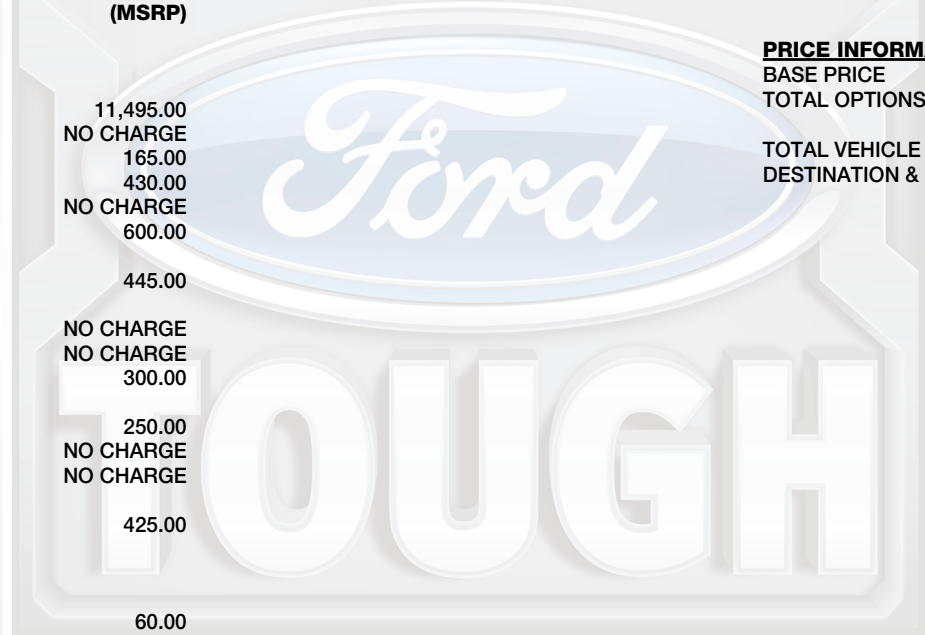 (MSRP)
11,495.00
NO CHARGE
165.00
430.00
NO CHARGE
600.00
445.00
NO CHARGE
NO CHARGE
300.00
250.00
NO CHARGE
NO CHARGE
425.00
60.00
PRICE INFORMA
BASE PRICE
TOTAL OPTIONS
TOTAL VEHICLE
DESTINATION &
Ford
TOUGH